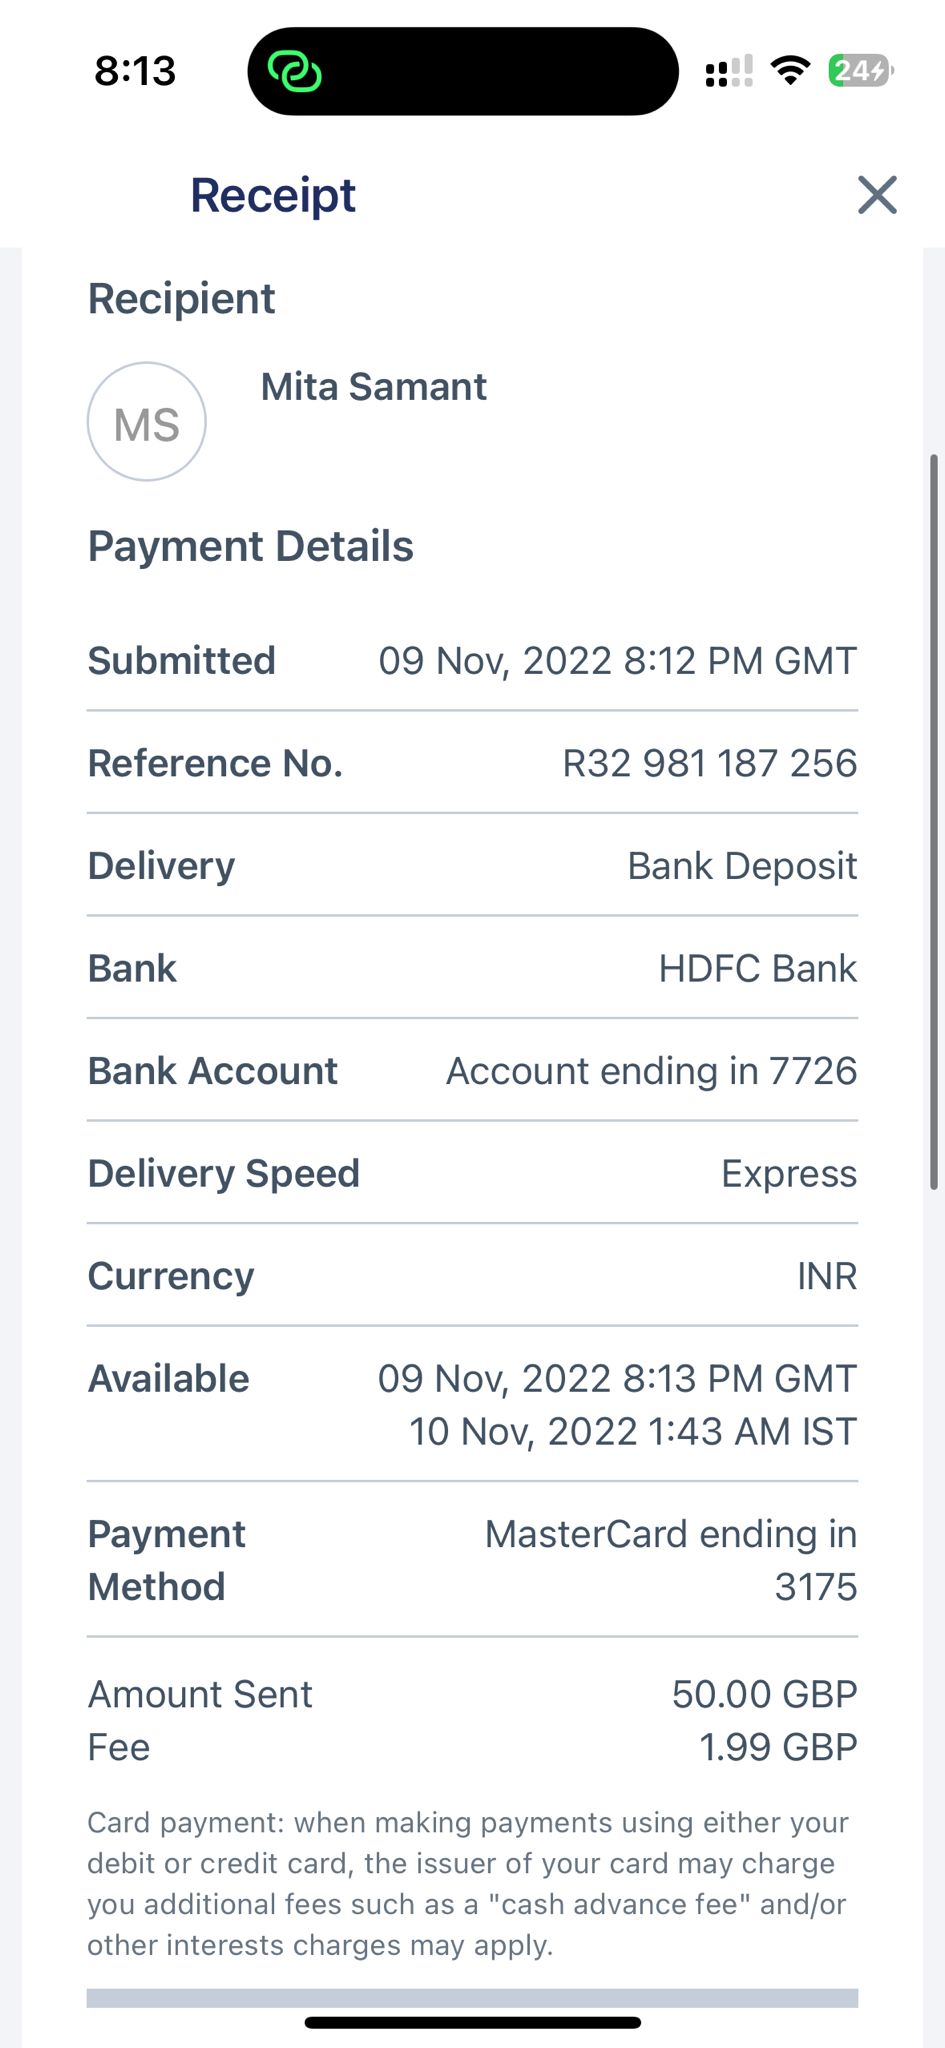 8:13
24
Receipt
Recipient
MS
Mita Samant
Payment Details
Submitted 09 Nov, 2022 8:12 PM GMT
Reference No. R32 981 187 256
Delivery Bank Deposit
Bank HDFC Bank
Bank Account Account ending in 7726
Delivery Speed Express
Currency INR
Available 09 Nov, 2022 8:13 PM GMT
10 Nov, 2022 1:43 AM IST
Payment MasterCard ending in
Method 3175
Amount Sent 50.00 GBP
Fee 1.99 GBP
Card payment: when making payments using either your
debit or credit card, the issuer of your card may charge
you additional fees such as a "cash advance fee" and/or
other interests charges may apply.